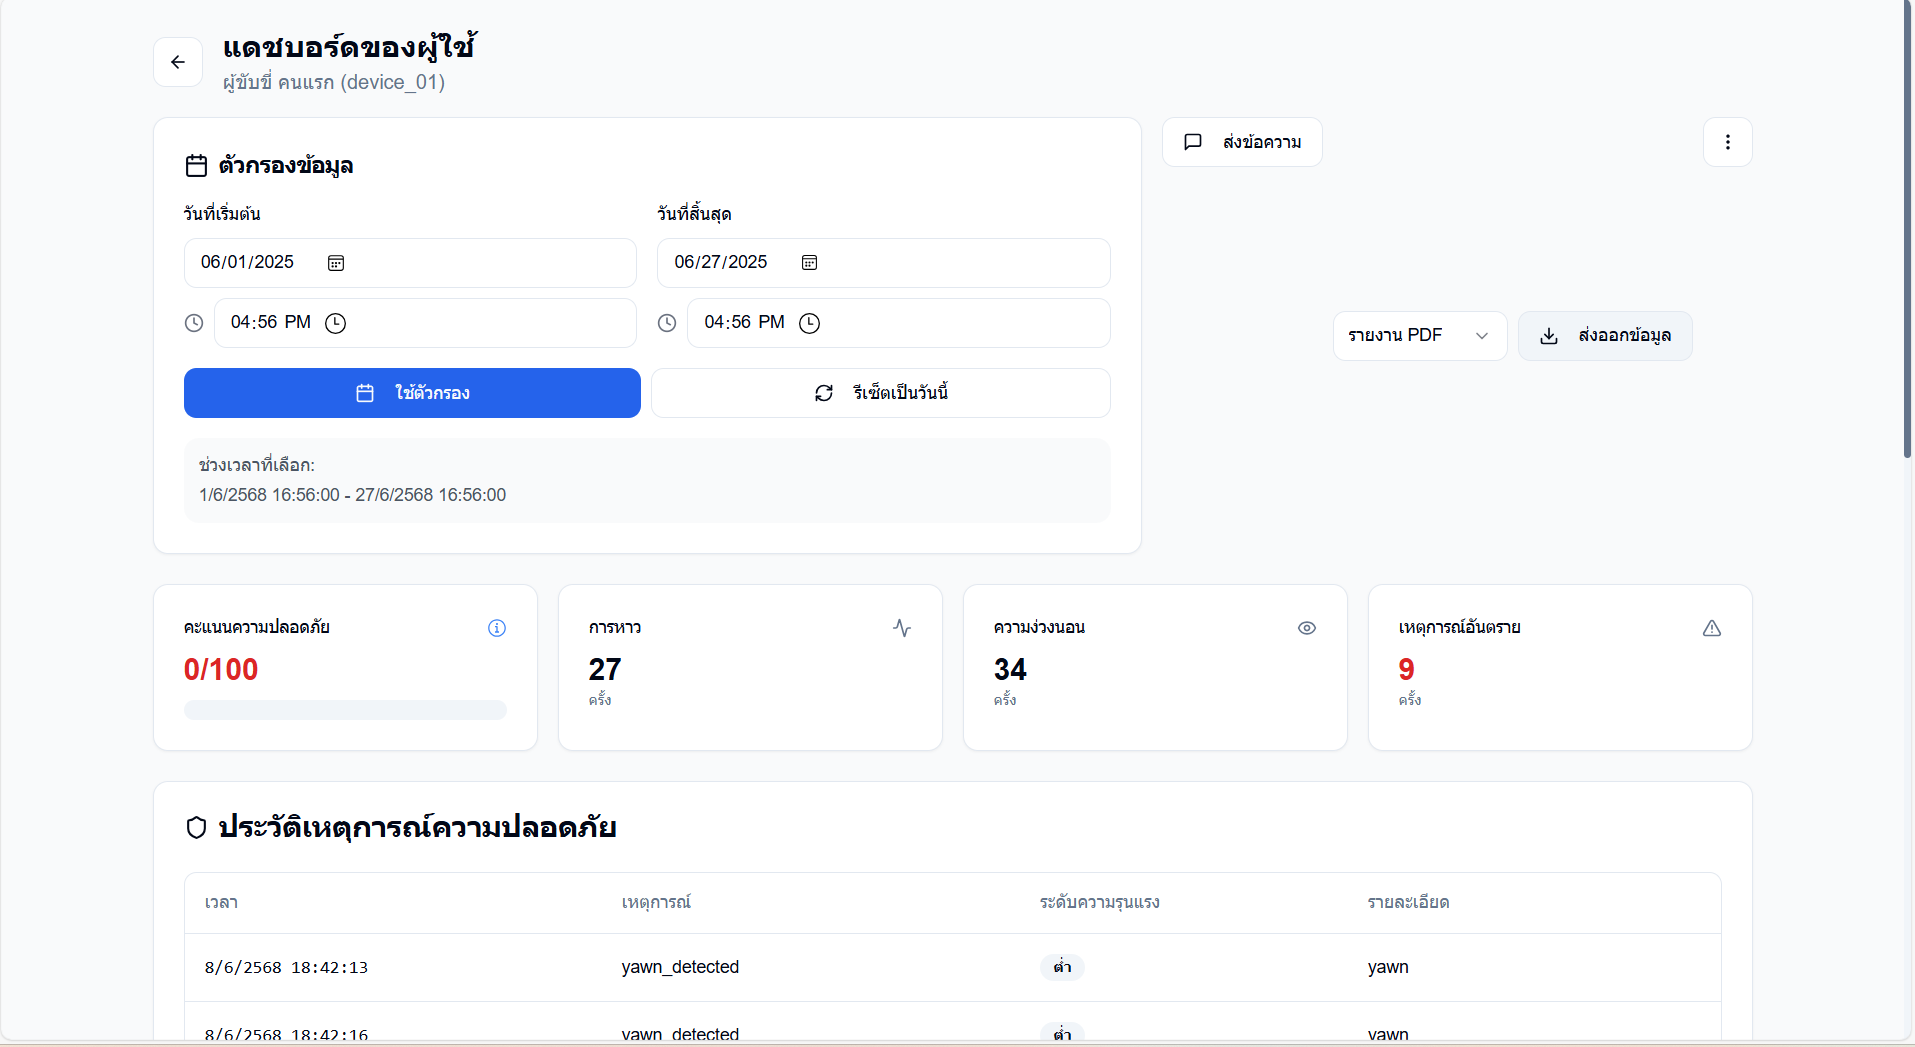 แดชบอร์ดของผู้ใช้
ผู้ขับขี่ คนแรก (device_01)
ตัวกรองข้อมูล
ส่งข้อความ
วันที่เริ่มต้น
วันที่สิ้นสุด
06/01/2025
06/27/2025
04:56 PM
04:56 PM
รายงาน PDF
ส่งออกข้อมูล
ใช้ตัวกรอง
รีเซ็ตเป็นวันนี้
ช่วงเวลาที่เลือก:
1/6/2568 16:56:00 - 27/6/2568 16:56:00
คะแนนความปลอดภัย
0/100
การหาว
27
ครั้ง
ความง่วงนอน
34
ครั้ง
เหตุการณ์อันตราย
9
ครั้ง
ประวัติเหตุการณ์ความปลอดภัย
เวลา เหตุการณ์ ระดับความรุนแรง รายละเอียด
8/6/2568 18:42:13 yawn_detected ต่ำ yawn
8/6/2568 18:42:16 yawn_detected ต่ำ yawn